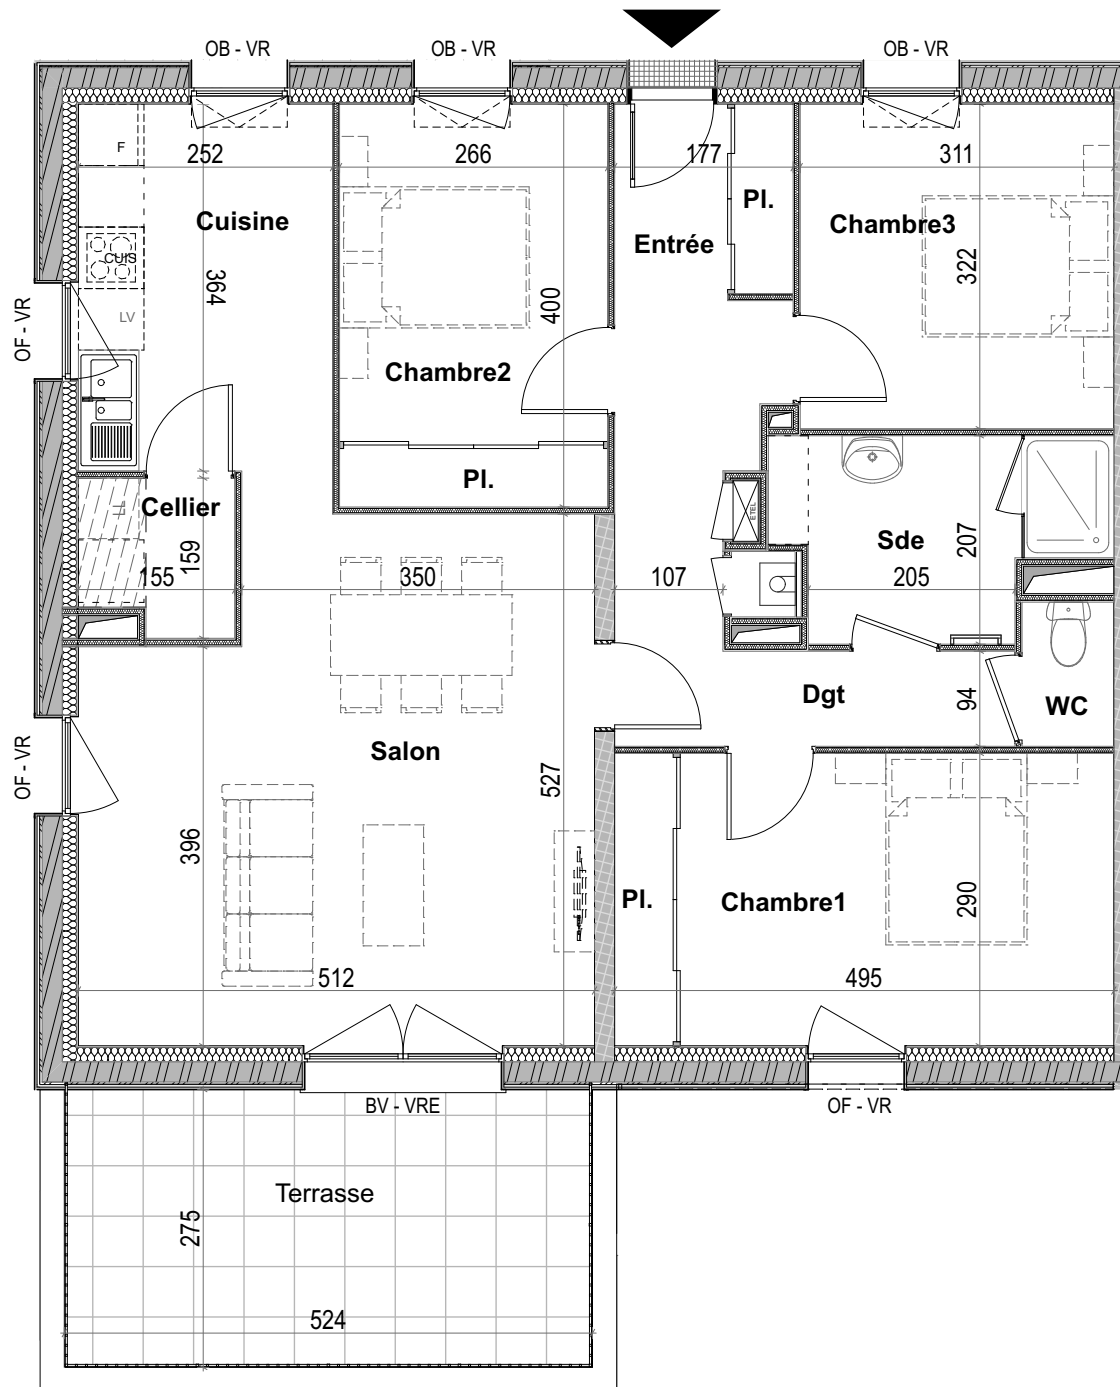 OB - VR
OB - VR
OB - VR
F
252
266
177
311
Pl.
Cuisine
Chambre3
Entrée
CUIS
364
322
400
LV
OF - VR
Chambre2
Pl.
Cellier
LL
ETEL
Sde
207
159
155
350
107
205
Dgt
94
WC
Salon
OF - VR
527
396
Pl.
Chambre1
290
512
495
BV - VRE
OF - VR
Terrasse
275
524